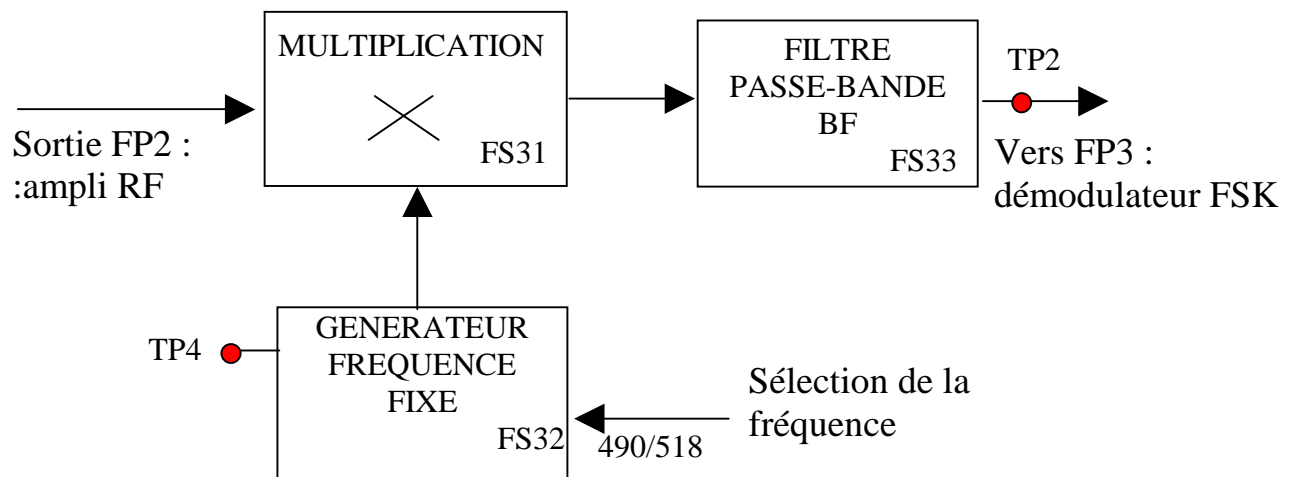 MULTIPLICATION
FS31
FILTRE
PASSE-BANDE
BF
FS33
TP2
Sortie FP2 :
:ampli RF
Vers FP3 :
démodulateur FSK
TP4
GENERATEUR
FREQUENCE
FIXE
FS32
490/518
Sélection de la
fréquence